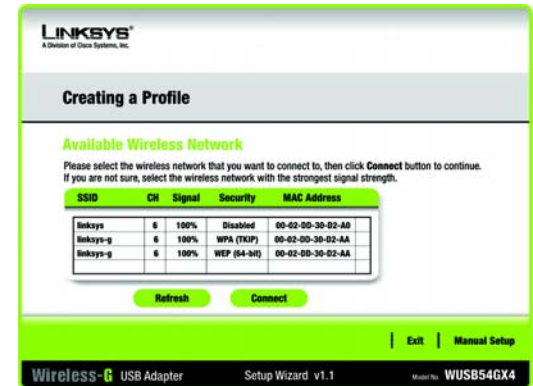 LINKSYS®
A Division of Cisco Systems, Inc.
Creating a Profile
Available Wireless Network
Please select the wireless network that you want to connect to, then click Connect button to continue.
If you are not sure, select the wireless network with the strongest signal strength.
SSID CH Signal Security MAC Address
linksys 6 100% Disabled 00-02-DD-30-D2-A0
linksys-g 6 100% WPA (TKIP) 00-02-DD-30-D2-AA
linksys-g 6 100% WEP (64-bit) 00-02-DD-30-D2-AA
Refresh Connect
Exit Manual Setup
Wireless-G USB Adapter Setup Wizard v1.1 Model No. WUSB54GX4